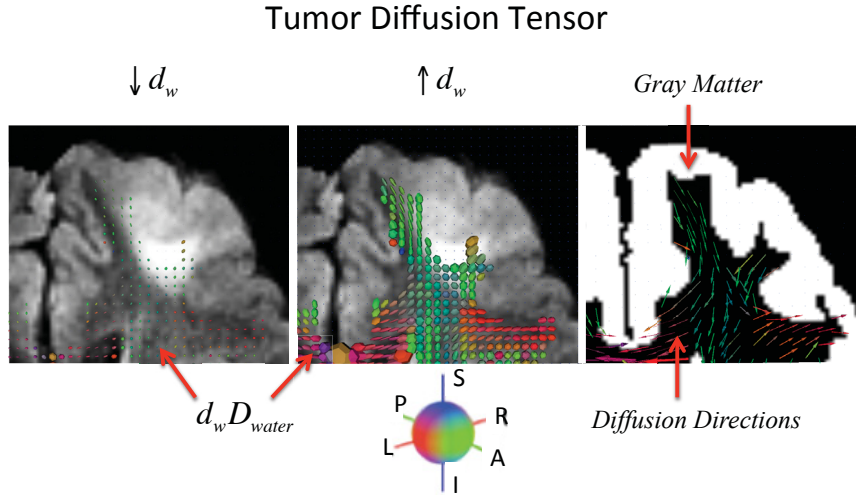 Tumor Diffusion Tensor
↓ d_w
↑ d_w
Gray Matter
d_w D_water
Diffusion Directions
S
P
R
L
A
I